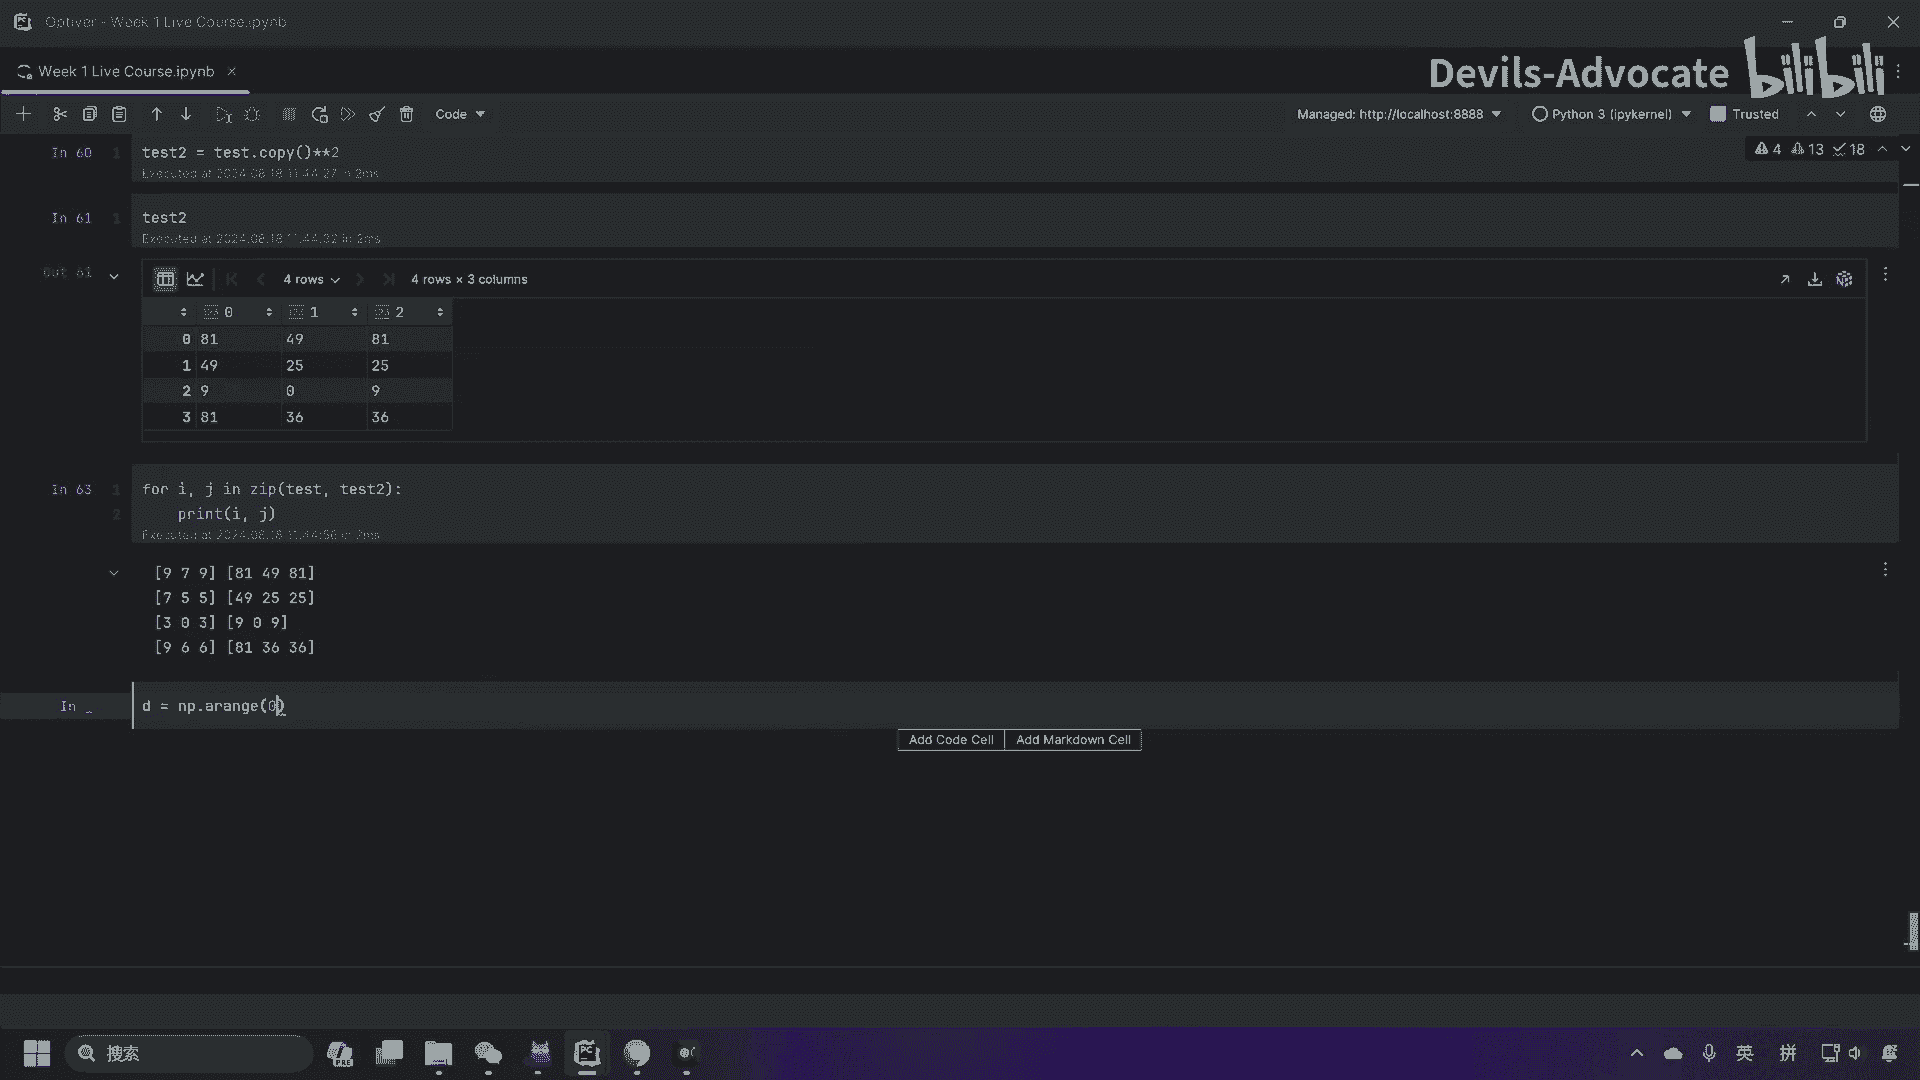 Optiver - Week 1 Live Course.ipynb
Week 1 Live Course.ipynb
Devils-Advocate bilibili
Code
Managed: http://localhost:8888
Python 3 (ipykernel)
Trusted
In 60 1 test2 = test.copy()**2
4 13 18
Executed at 2024.08.18 11:44:27 in 2ms
In 61 1 test2
Executed at 2024.08.18 11:44:32 in 2ms
Out 61
4 rows
4 rows × 3 columns
123 0 123 1 123 2
0 81 49 81
1 49 25 25
2 9 0 9
3 81 36 36
In 63 1 for i, j in zip(test, test2):
2 print(i, j)
Executed at 2024.08.18 11:44:56 in 2ms
[9 7 9] [81 49 81]
[7 5 5] [49 25 25]
[3 0 3] [9 0 9]
[9 6 6] [81 36 36]
In _ d = np.arange(0)
Add Code Cell Add Markdown Cell
搜索
PRE
PC
英
拼